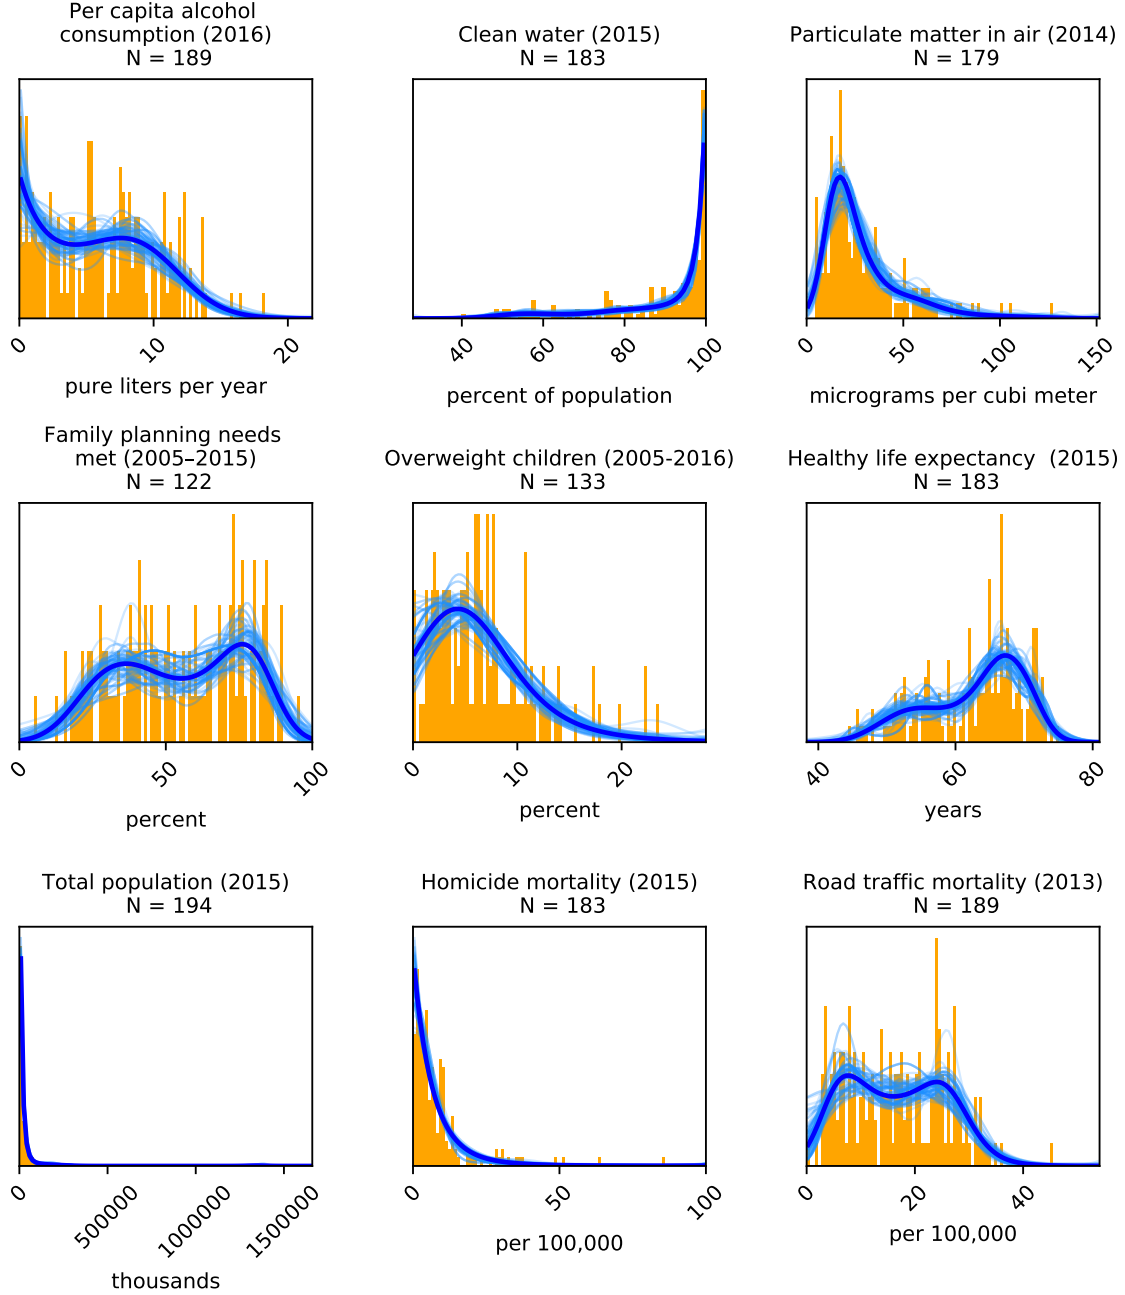 Per capita alcohol
consumption (2016)
N = 189
0
10
20
pure liters per year
Clean water (2015)
N = 183
40
60
80
100
percent of population
Particulate matter in air (2014)
N = 179
0
50
100
150
micrograms per cubi meter
Family planning needs
met (2005–2015)
N = 122
0
50
100
percent
Overweight children (2005-2016)
N = 133
0
10
20
percent
Healthy life expectancy  (2015)
N = 183
40
60
80
years
Total population (2015)
N = 194
0
500000
1000000
1500000
thousands
Homicide mortality (2015)
N = 183
0
50
100
per 100,000
Road traffic mortality (2013)
N = 189
0
20
40
per 100,000